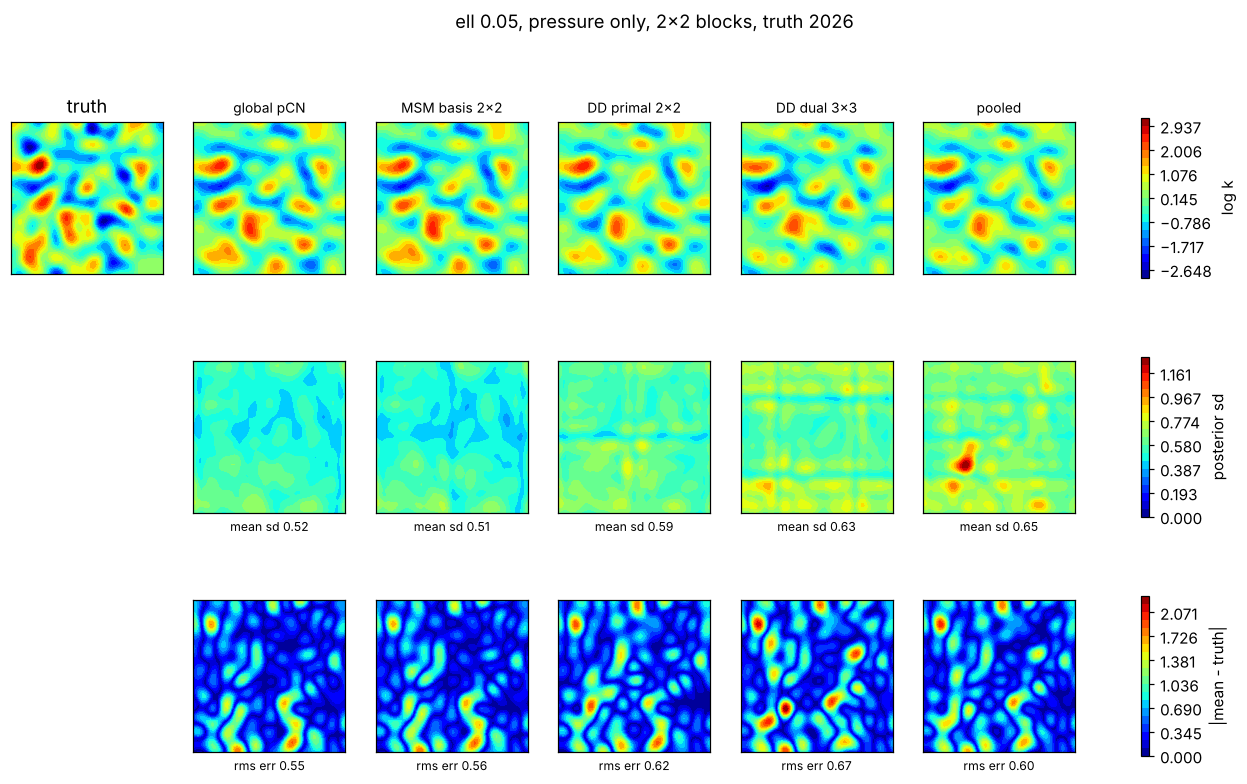 ell 0.05, pressure only, 2×2 blocks, truth 2026
truth
global pCN
MSM basis 2×2
DD primal 2×2
DD dual 3×3
pooled
2.937
2.006
1.076
0.145
−0.786
−1.717
−2.648
log k
1.161
0.967
0.774
0.580
0.387
0.193
0.000
posterior sd
mean sd 0.52
mean sd 0.51
mean sd 0.59
mean sd 0.63
mean sd 0.65
2.071
1.726
1.381
1.036
0.690
0.345
0.000
|mean - truth|
rms err 0.55
rms err 0.56
rms err 0.62
rms err 0.67
rms err 0.60